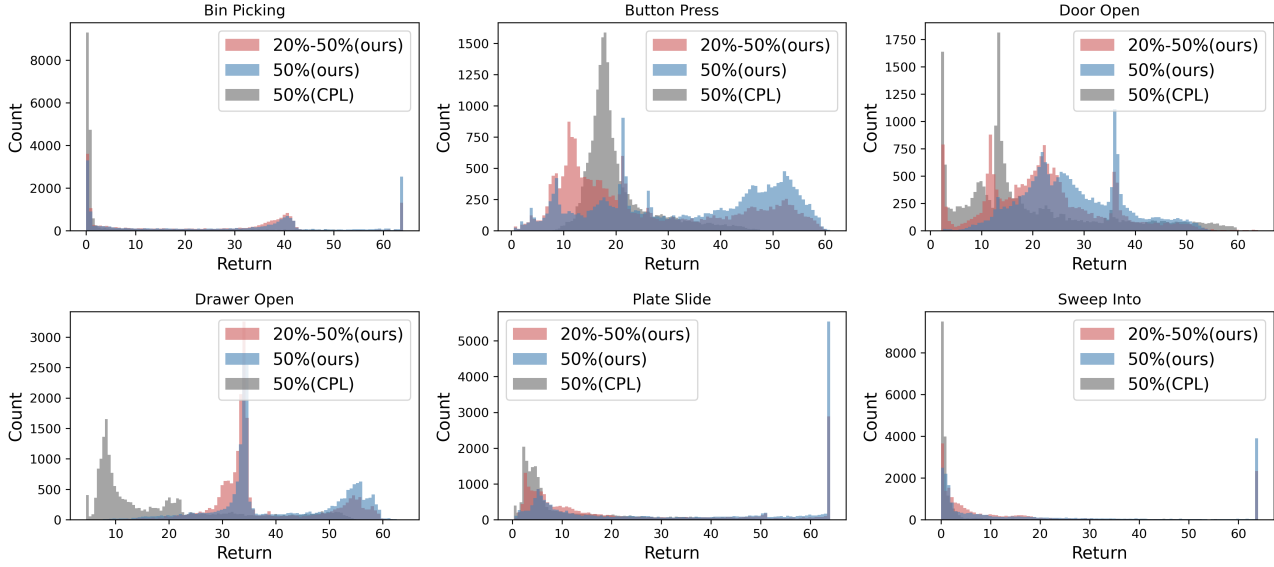 Bin Picking
8000
6000
4000
2000
0
Count
20%-50%(ours)
50%(ours)
50%(CPL)
0 10 20 30 40 50 60
Return
Button Press
1500
1250
1000
750
500
250
0
Count
20%-50%(ours)
50%(ours)
50%(CPL)
0 10 20 30 40 50 60
Return
Door Open
1750
1500
1250
1000
750
500
250
0
Count
20%-50%(ours)
50%(ours)
50%(CPL)
0 10 20 30 40 50 60
Return
Drawer Open
3000
2500
2000
1500
1000
500
0
Count
20%-50%(ours)
50%(ours)
50%(CPL)
10 20 30 40 50 60
Return
Plate Slide
5000
4000
3000
2000
1000
0
Count
20%-50%(ours)
50%(ours)
50%(CPL)
0 10 20 30 40 50 60
Return
Sweep Into
8000
6000
4000
2000
0
Count
20%-50%(ours)
50%(ours)
50%(CPL)
0 10 20 30 40 50 60
Return